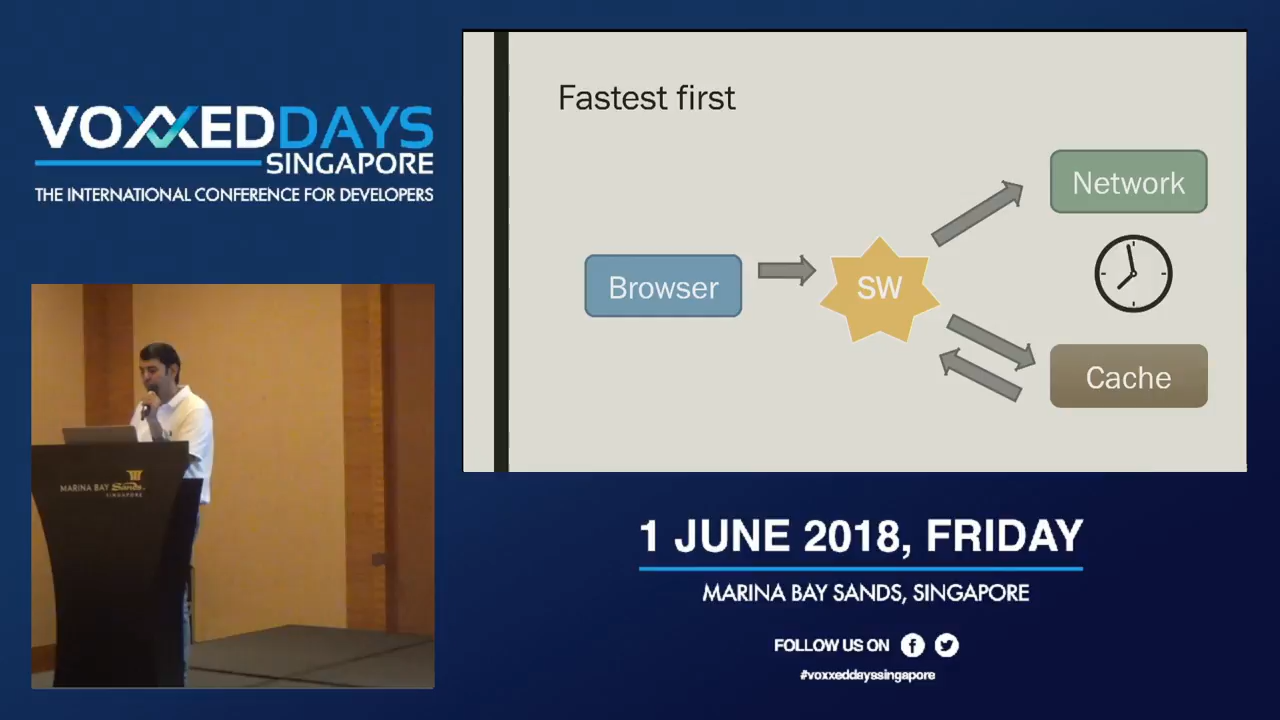 VOXXEDDAYS
SINGAPORE
THE INTERNATIONAL CONFERENCE FOR DEVELOPERS
Fastest first
Network
Browser
SW
Cache
MARINA BAY Sands
SINGAPORE
1 JUNE 2018, FRIDAY
MARINA BAY SANDS, SINGAPORE
FOLLOW US ON
#voxxeddayssingapore